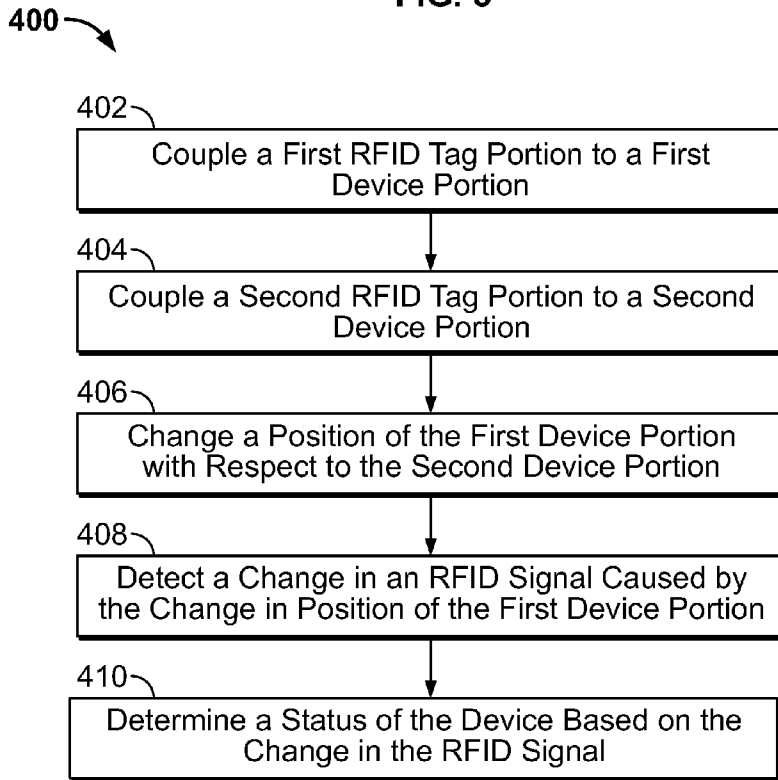 400
402
Couple a First RFID Tag Portion to a First
Device Portion
404
Couple a Second RFID Tag Portion to a Second
Device Portion
406
Change a Position of the First Device Portion
with Respect to the Second Device Portion
408
Detect a Change in an RFID Signal Caused by
the Change in Position of the First Device Portion
410
Determine a Status of the Device Based on the
Change in the RFID Signal